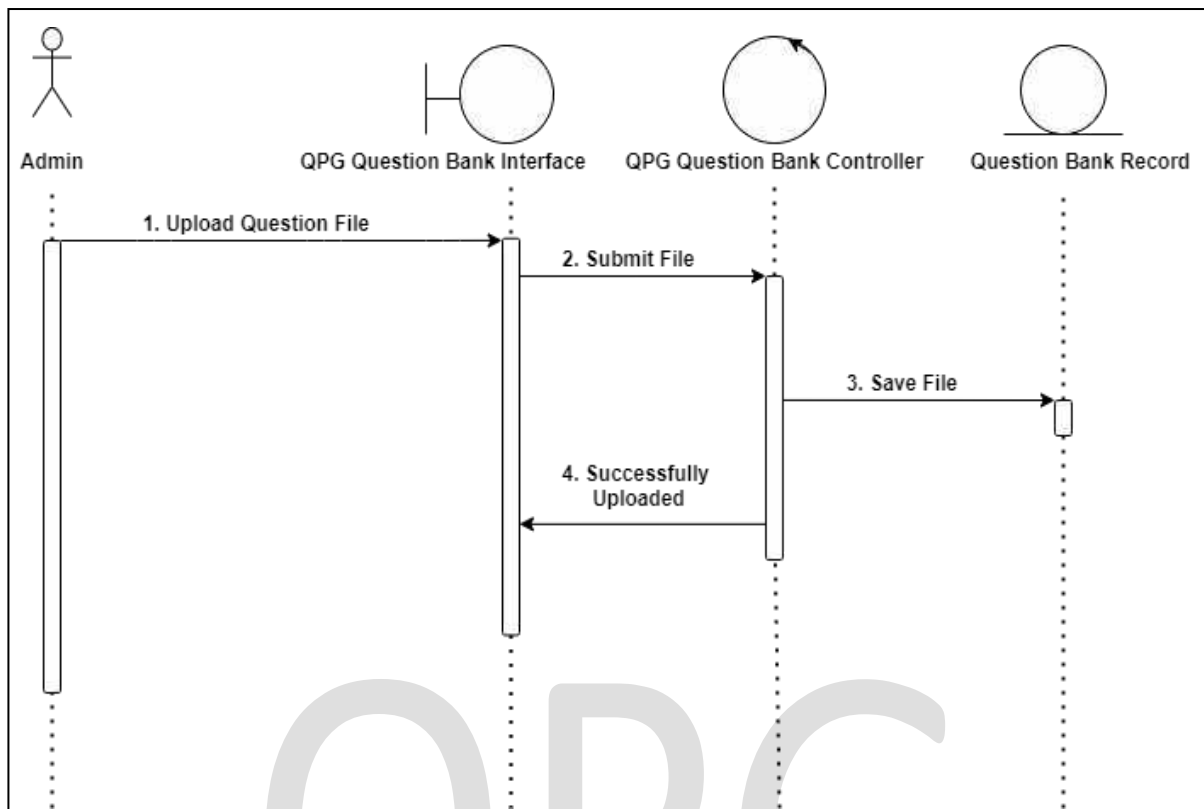 Admin
QPG Question Bank Interface
QPG Question Bank Controller
Question Bank Record
1. Upload Question File
2. Submit File
3. Save File
4. Successfully
Uploaded
QPG